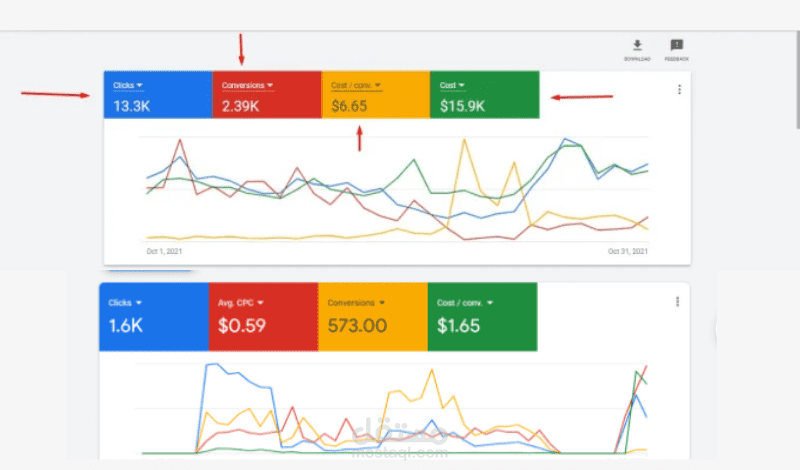 DOWNLOAD
FEEDBACK
Clicks Conversions Cost / conv. Cost
13.3K 2.39K $6.65 $15.9K
Oct 1, 2021 Oct 31, 2021
Clicks Avg. CPC Conversions Cost / conv.
1.6K $0.59 573.00 $1.65
مستقل
mostaql.com